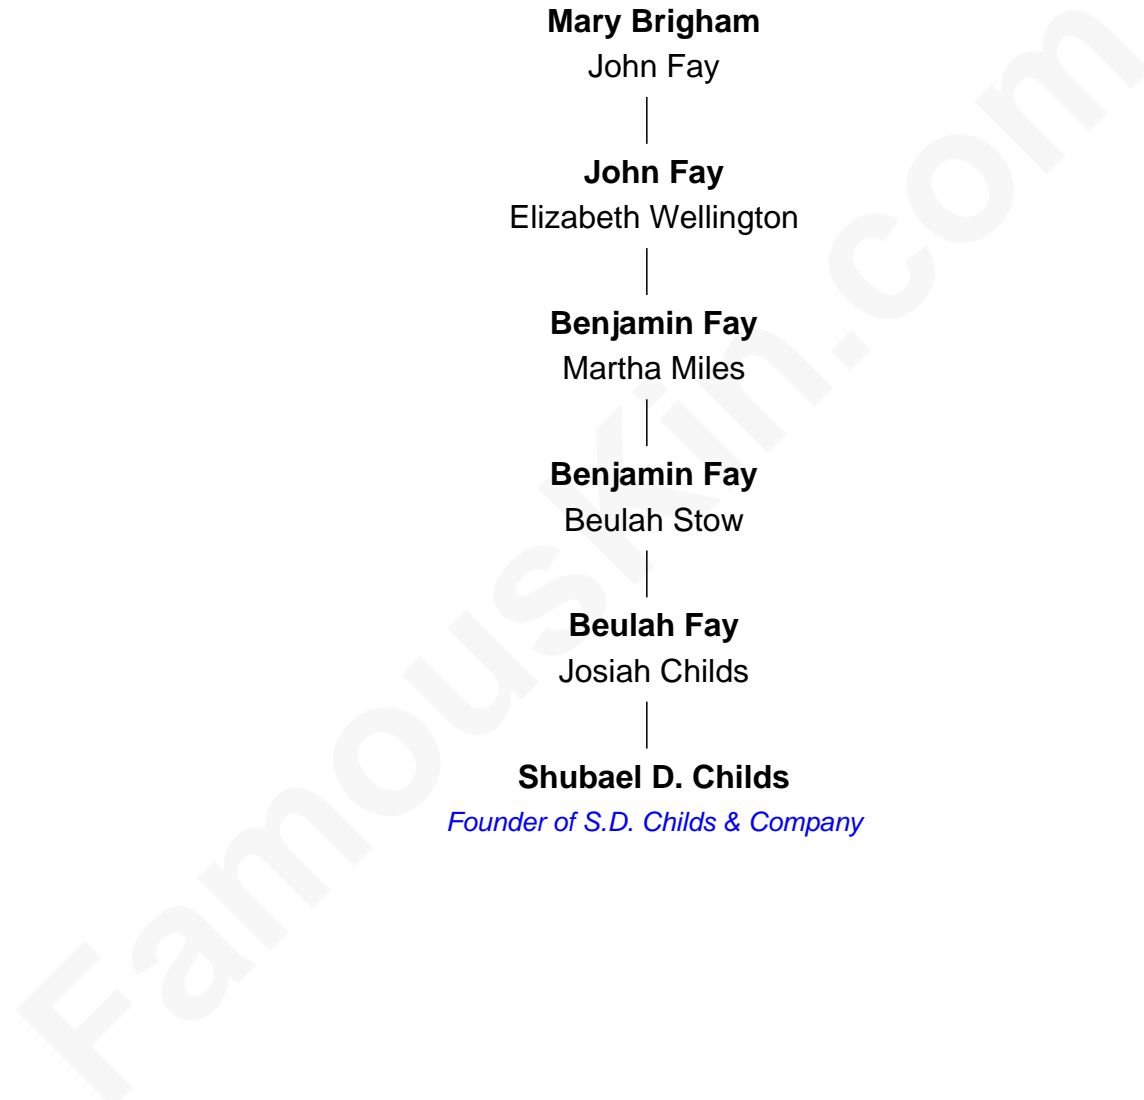 Mary Brigham
John Fay
John Fay
Elizabeth Wellington
Benjamin Fay
Martha Miles
Benjamin Fay
Beulah Stow
Beulah Fay
Josiah Childs
Shubael D. Childs
Founder of S.D. Childs & Company
FamousKin.com